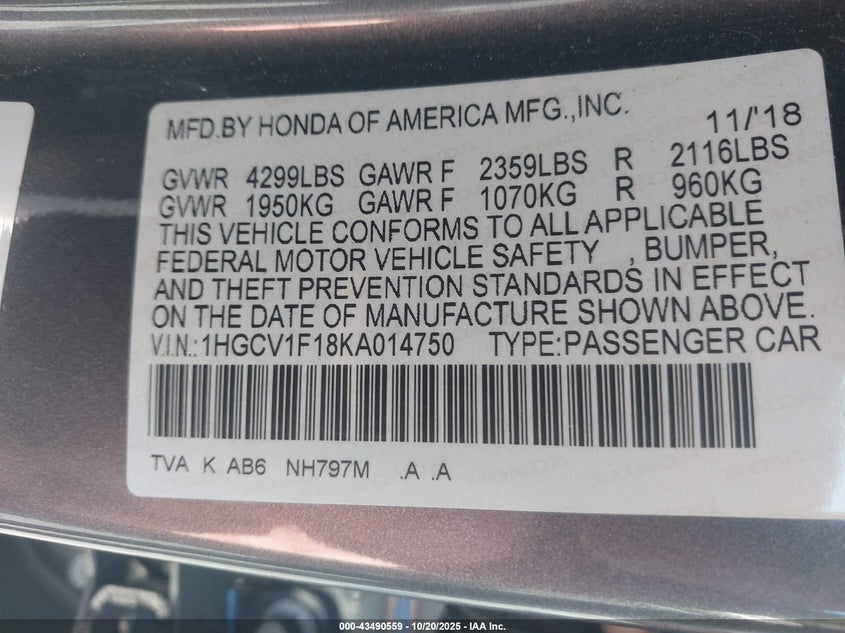 MFD.BY HONDA OF AMERICA MFG.,INC. 11/'18
GVWR 4299LBS GAWR F 2359LBS R 2116LBS
GVWR 1950KG GAWR F 1070KG R 960KG
THIS VEHICLE CONFORMS TO ALL APPLICABLE
FEDERAL MOTOR VEHICLE SAFETY , BUMPER,
AND THEFT PREVENTION STANDARDS IN EFFECT
ON THE DATE OF MANUFACTURE SHOWN ABOVE.
V.I.N.:1HGCV1F18KA014750 TYPE:PASSENGER CAR
TVA K AB6 NH797M .A .A
000-43490559 - 10/20/2025 - IAA Inc.